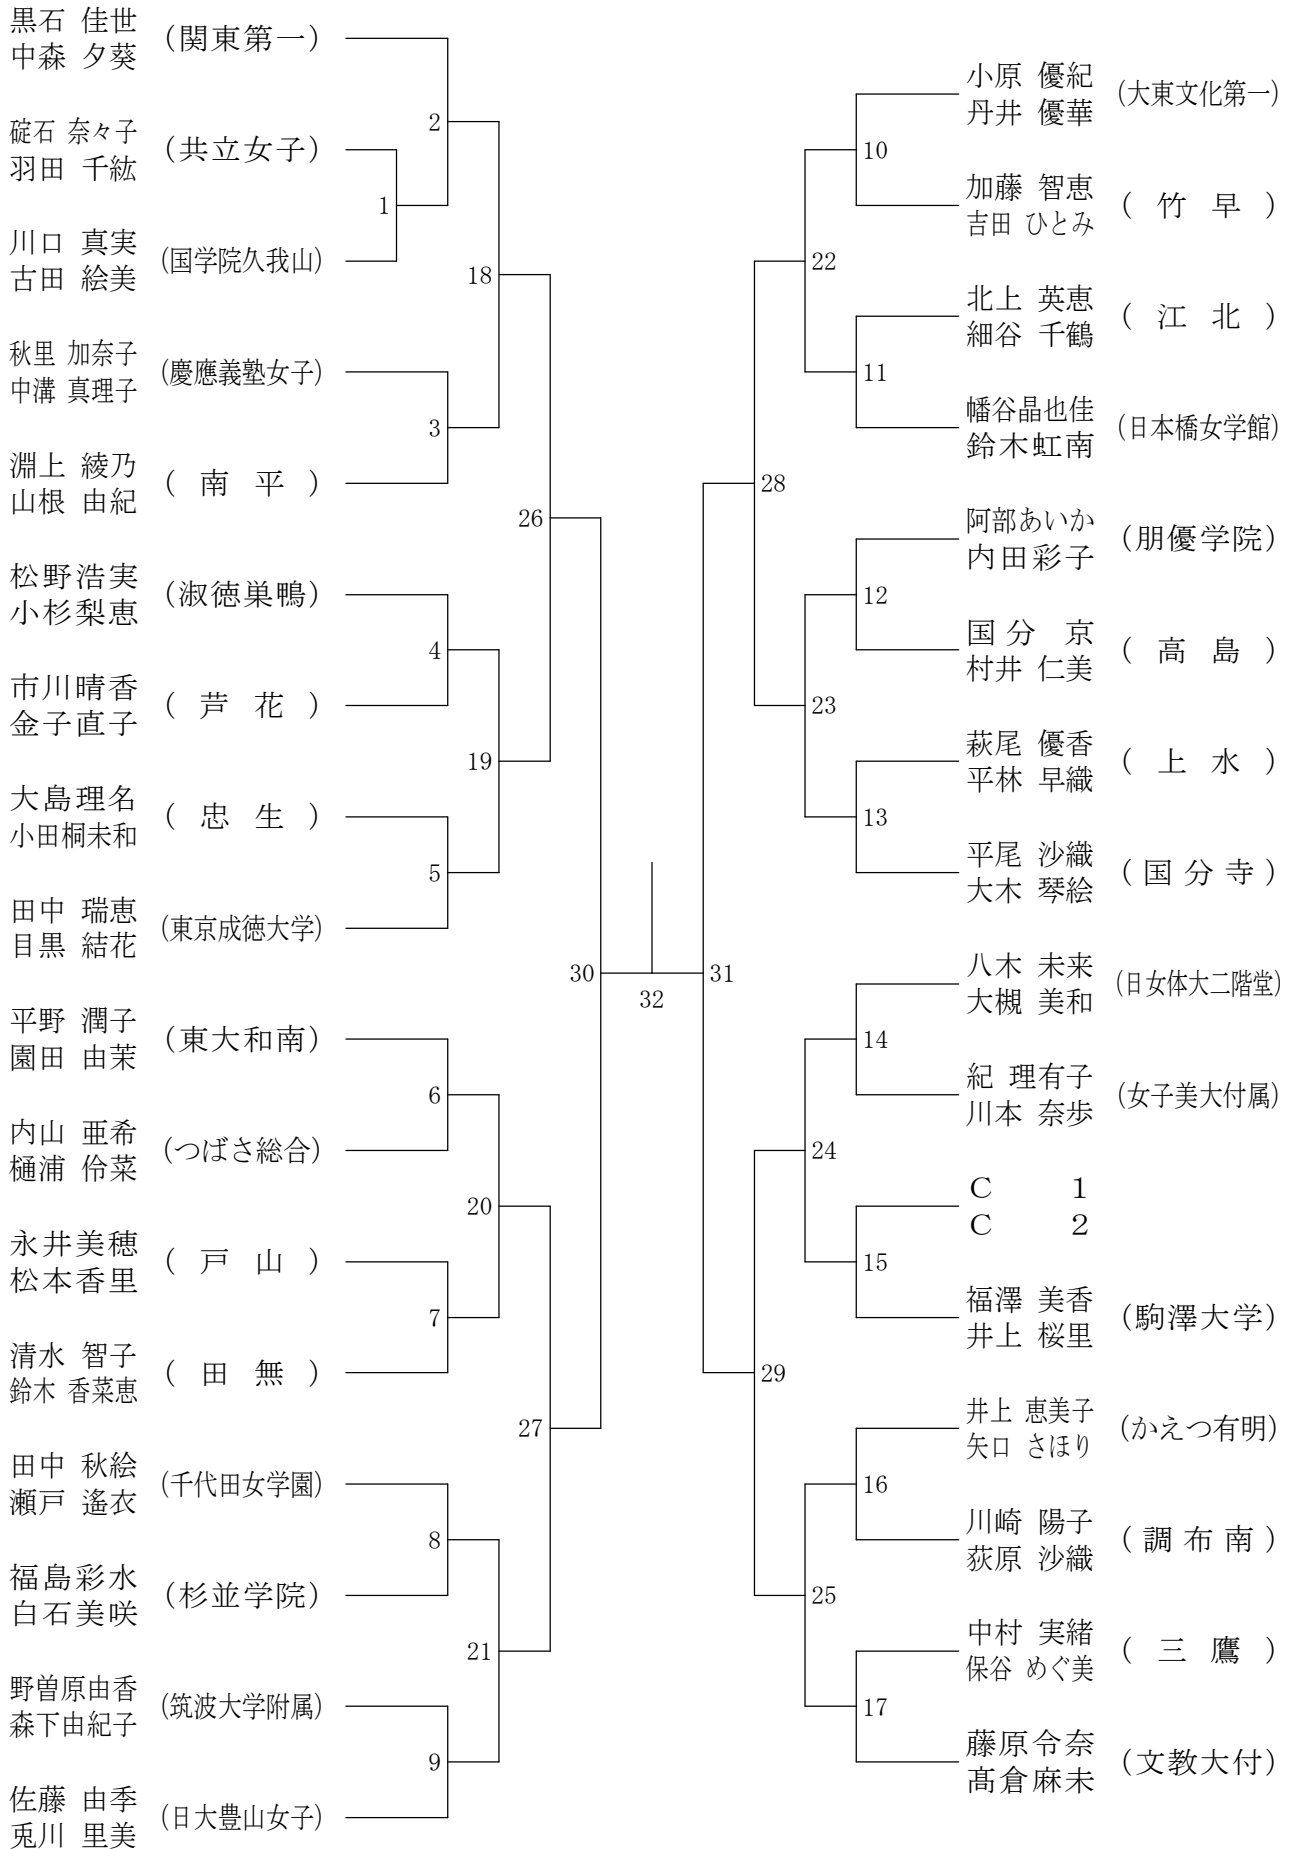 黒石 佳世
中森 夕葵
(関東第一)
碇石 奈々子
羽田 千紘
(共立女子)
川口 真実
古田 絵美
(国学院久我山)
秋里 加奈子
中溝 真理子
(慶應義塾女子)
淵上 綾乃
山根 由紀
( 南 平 )
松野浩実
小杉梨恵
(淑徳巣鴨)
市川晴香
金子直子
( 芦 花 )
大島理名
小田桐未和
( 忠 生 )
田中 瑞恵
目黒 結花
(東京成徳大学)
平野 潤子
園田 由茉
(東大和南)
内山 亜希
樋浦 伶菜
(つばさ総合)
永井美穂
松本香里
( 戸 山 )
清水 智子
鈴木 香菜恵
( 田 無 )
田中 秋絵
瀬戸 遙衣
(千代田女学園)
福島彩水
白石美咲
(杉並学院)
野曽原由香
森下由紀子
(筑波大学附属)
佐藤 由季
兎川 里美
(日大豊山女子)
1
2
3
4
5
6
7
8
9
18
19
20
21
26
27
30
32
31
28
29
22
23
24
25
10
11
12
13
14
15
16
17
小原 優紀
丹井 優華
(大東文化第一)
加藤 智恵
吉田 ひとみ
( 竹 早 )
北上 英恵
細谷 千鶴
( 江 北 )
幡谷晶也佳
鈴木虹南
(日本橋女学館)
阿部あいか
内田彩子
(朋優学院)
国分 京
村井 仁美
( 高 島 )
萩尾 優香
平林 早織
( 上 水 )
平尾 沙織
大木 琴絵
(国分寺)
八木 未来
大槻 美和
(日女体大二階堂)
紀 理有子
川本 奈歩
(女子美大付属)
C 1
C 2
福澤 美香
井上 桜里
(駒澤大学)
井上 恵美子
矢口 さほり
(かえつ有明)
川崎 陽子
荻原 沙織
(調布南)
中村 実緒
保谷 めぐ美
( 三 鷹 )
藤原令奈
髙倉麻未
(文教大付)